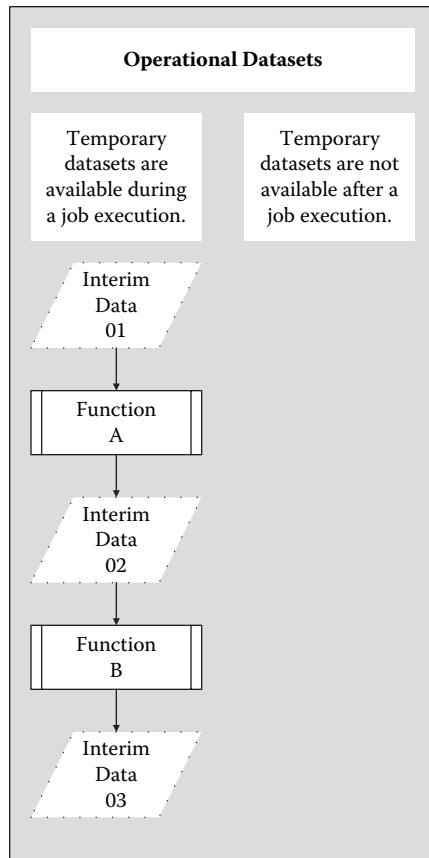 Operational Datasets
Temporary
datasets are
available during
a job execution.
Temporary
datasets are not
available after a
job execution.
Interim
Data
01
Function
A
Interim
Data
02
Function
B
Interim
Data
03